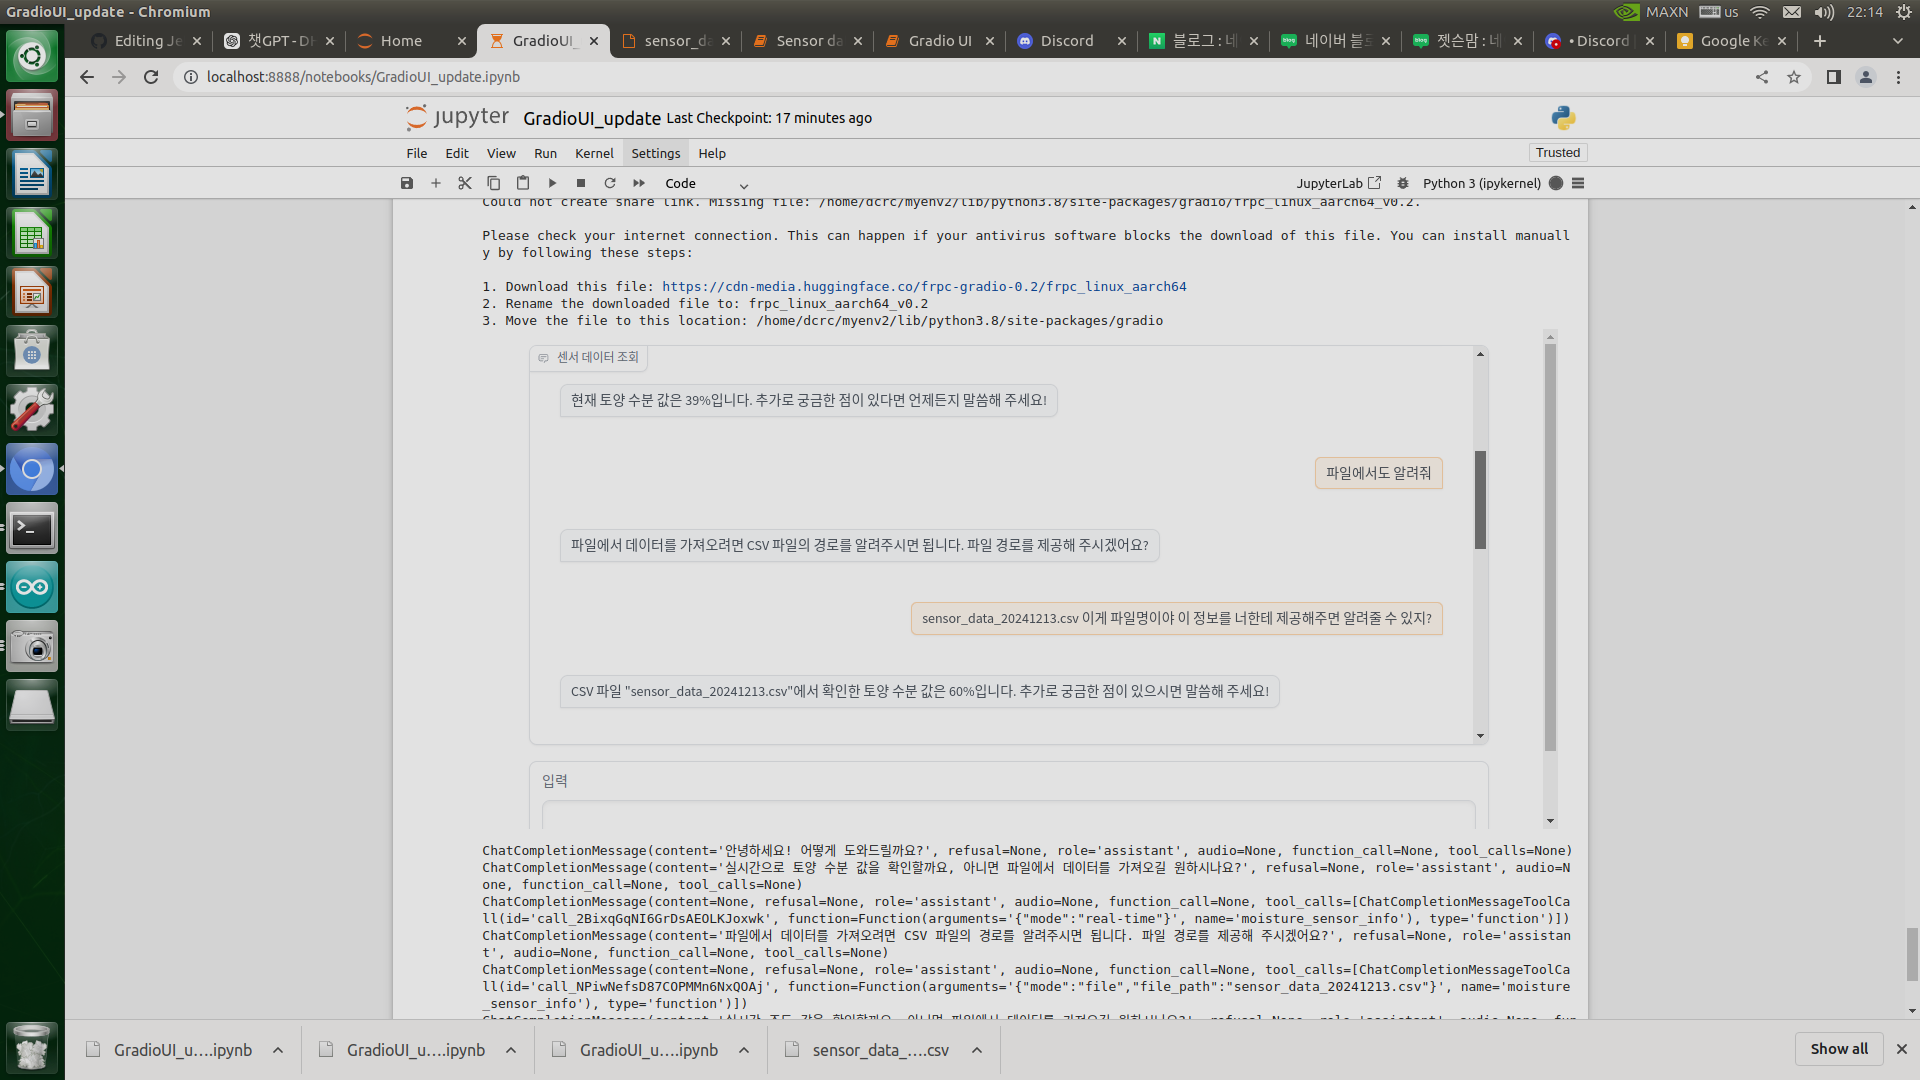 GradioUI_update - Chromium
MAXN us 22:14
Editing Je
챗GPT - DH
Home
GradioUI_
sensor_da
Sensor da
Gradio UI
Discord
블로그 : 네
네이버 블로
젯슨맘 : 네
• Discord |
Google Ke
localhost:8888/notebooks/GradioUI_update.ipynb
jupyter GradioUI_update Last Checkpoint: 17 minutes ago
File Edit View Run Kernel Settings Help
Trusted
Code
JupyterLab Python 3 (ipykernel)
Could not create share link. Missing file: /home/dcrc/myenv2/lib/python3.8/site-packages/gradio/frpc_linux_aarch64_v0.2.
Please check your internet connection. This can happen if your antivirus software blocks the download of this file. You can install manuall
y by following these steps:
1. Download this file: https://cdn-media.huggingface.co/frpc-gradio-0.2/frpc_linux_aarch64
2. Rename the downloaded file to: frpc_linux_aarch64_v0.2
3. Move the file to this location: /home/dcrc/myenv2/lib/python3.8/site-packages/gradio
센서 데이터 조회
현재 토양 수분 값은 39%입니다. 추가로 궁금한 점이 있다면 언제든지 말씀해 주세요!
파일에서도 알려줘
파일에서 데이터를 가져오려면 CSV 파일의 경로를 알려주시면 됩니다. 파일 경로를 제공해 주시겠어요?
sensor_data_20241213.csv 이게 파일명이야 이 정보를 너한테 제공해주면 알려줄 수 있지?
CSV 파일 "sensor_data_20241213.csv"에서 확인한 토양 수분 값은 60%입니다. 추가로 궁금한 점이 있으시면 말씀해 주세요!
입력
ChatCompletionMessage(content='안녕하세요! 어떻게 도와드릴까요?', refusal=None, role='assistant', audio=None, function_call=None, tool_calls=None)
ChatCompletionMessage(content='실시간으로 토양 수분 값을 확인할까요, 아니면 파일에서 데이터를 가져오길 원하시나요?', refusal=None, role='assistant', audio=N
one, function_call=None, tool_calls=None)
ChatCompletionMessage(content=None, refusal=None, role='assistant', audio=None, function_call=None, tool_calls=[ChatCompletionMessageToolCa
ll(id='call_2BixqGqNI6GrDsAEOLKJoxwk', function=Function(arguments='{"mode":"real-time"}', name='moisture_sensor_info'), type='function')])
ChatCompletionMessage(content='파일에서 데이터를 가져오려면 CSV 파일의 경로를 알려주시면 됩니다. 파일 경로를 제공해 주시겠어요?', refusal=None, role='assistan
t', audio=None, function_call=None, tool_calls=None)
ChatCompletionMessage(content=None, refusal=None, role='assistant', audio=None, function_call=None, tool_calls=[ChatCompletionMessageToolCa
ll(id='call_NPiwNefsD87COPMMn6NxQOAj', function=Function(arguments='{"mode":"file","file_path":"sensor_data_20241213.csv"}', name='moisture
_sensor_info'), type='function')])
GradioUI_u....ipynb
GradioUI_u....ipynb
GradioUI_u....ipynb
sensor_data_....csv
Show all